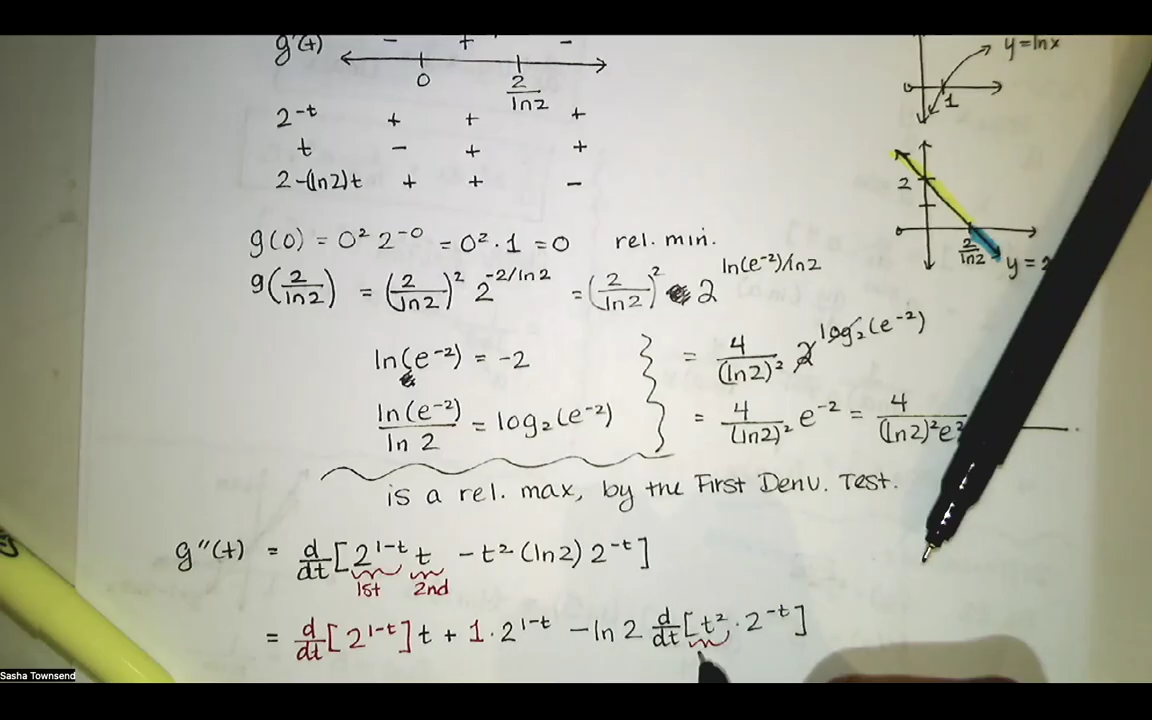 g'(t) - + -
0 2/ln2
y=lnx
1
2^-t + + +
t - + +
2-(ln2)t + + -
2
2/ln2
g(0) = 0² 2^-0 = 0²·1 = 0 rel. min.
g(2/ln2) = (2/ln2)² 2^(-2/ln2) = (2/ln2)² 2^(ln(e^-2)/ln2)
ln(e^-2) = -2 = 4/(ln2)² 2^(log₂(e^-2))
ln(e^-2)/ln 2 = log₂(e^-2) = 4/(ln2)² e^-2 = 4/(ln2)²e²
is a rel. max, by the First Deriv. Test.
g''(t) = d/dt[2^(1-t) t - t² (ln2) 2^-t]
1st 2nd
= d/dt[2^(1-t)]t + 1·2^(1-t) - ln 2 d/dt[t²·2^-t]
Sasha Townsend